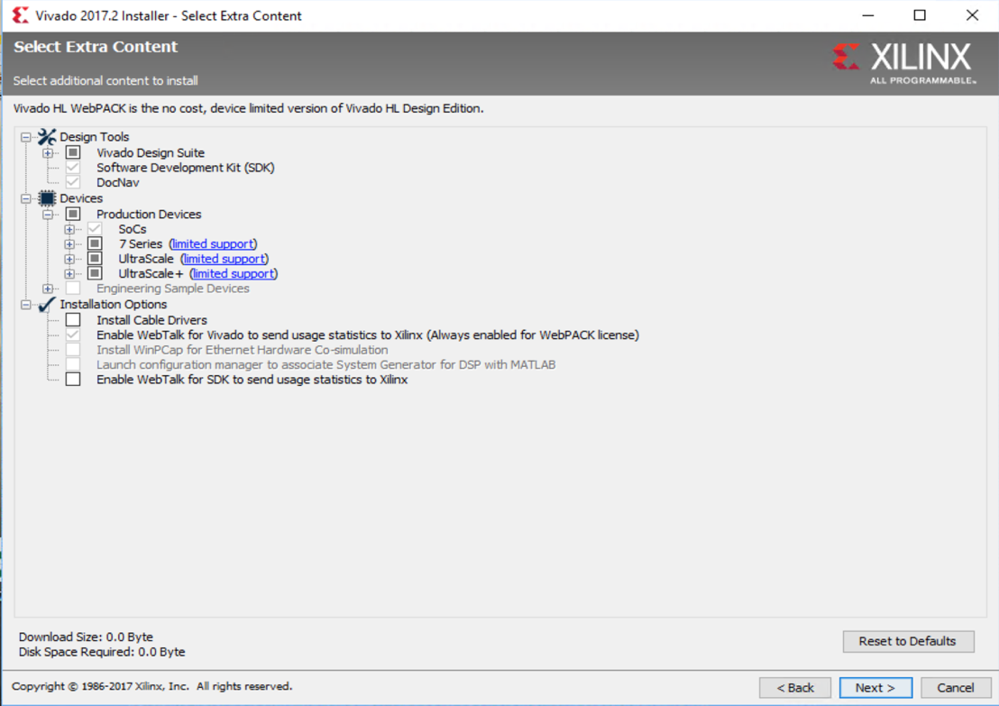 Vivado 2017.2 Installer - Select Extra Content
Select Extra Content
XILINX
ALL PROGRAMMABLE™
Select additional content to install
Vivado HL WebPACK is the no cost, device limited version of Vivado HL Design Edition.
Design Tools
Vivado Design Suite
Software Development Kit (SDK)
DocNav
Devices
Production Devices
SoCs
7 Series (limited support)
UltraScale (limited support)
UltraScale+ (limited support)
Engineering Sample Devices
Installation Options
Install Cable Drivers
Enable WebTalk for Vivado to send usage statistics to Xilinx (Always enabled for WebPACK license)
Install WinPCap for Ethernet Hardware Co-simulation
Launch configuration manager to associate System Generator for DSP with MATLAB
Enable WebTalk for SDK to send usage statistics to Xilinx
Download Size: 0.0 Byte
Disk Space Required: 0.0 Byte
Reset to Defaults
Copyright © 1986-2017 Xilinx, Inc. All rights reserved.
< Back
Next >
Cancel